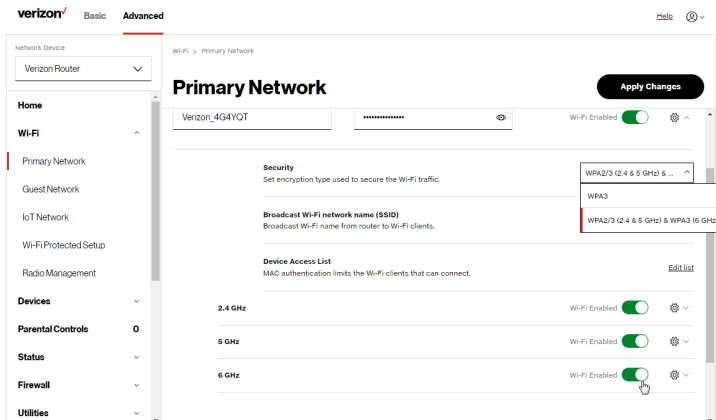 verizon✓ Basic Advanced Help
Network Device
Verizon Router
Home
Wi-Fi
Primary Network
Guest Network
IoT Network
Wi-Fi Protected Setup
Radio Management
Devices
Parental Controls 0
Status
Firewall
Utilities
Wi-Fi > Primary Network
Primary Network Apply Changes
Verizon_4G4YQT ••••••••••••••• Wi-Fi Enabled
Security
Set encryption type used to secure the Wi-Fi traffic.
WPA2/3 (2.4 & 5 GHz) & ...
WPA3
WPA2/3 (2.4 & 5 GHz) & WPA3 (6 GHz
Broadcast Wi-Fi network name (SSID)
Broadcast Wi-Fi name from router to Wi-Fi clients.
Device Access List
MAC authentication limits the Wi-Fi clients that can connect.
Edit list
2.4 GHz Wi-Fi Enabled
5 GHz Wi-Fi Enabled
6 GHz Wi-Fi Enabled